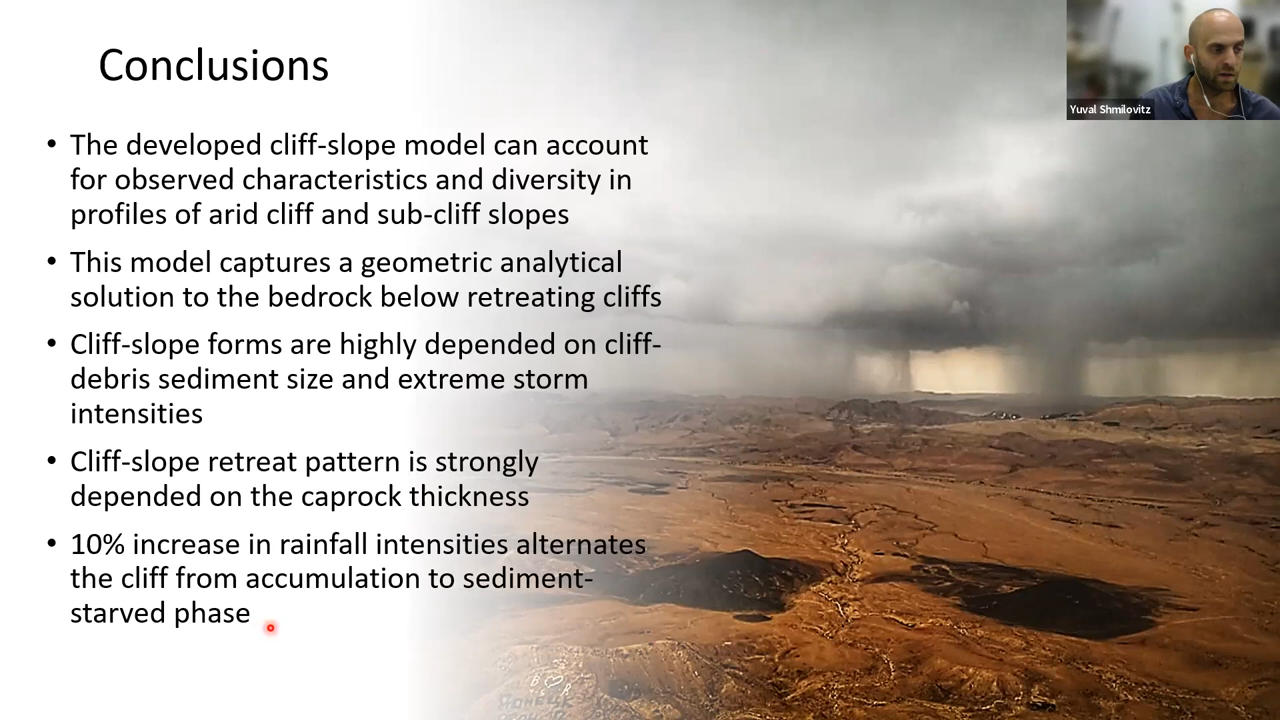 Conclusions
Yuval Shmilovitz
• The developed cliff-slope model can account
for observed characteristics and diversity in
profiles of arid cliff and sub-cliff slopes
• This model captures a geometric analytical
solution to the bedrock below retreating cliffs
• Cliff-slope forms are highly depended on cliff-
debris sediment size and extreme storm
intensities
• Cliff-slope retreat pattern is strongly
depended on the caprock thickness
• 10% increase in rainfall intensities alternates
the cliff from accumulation to sediment-
starved phase